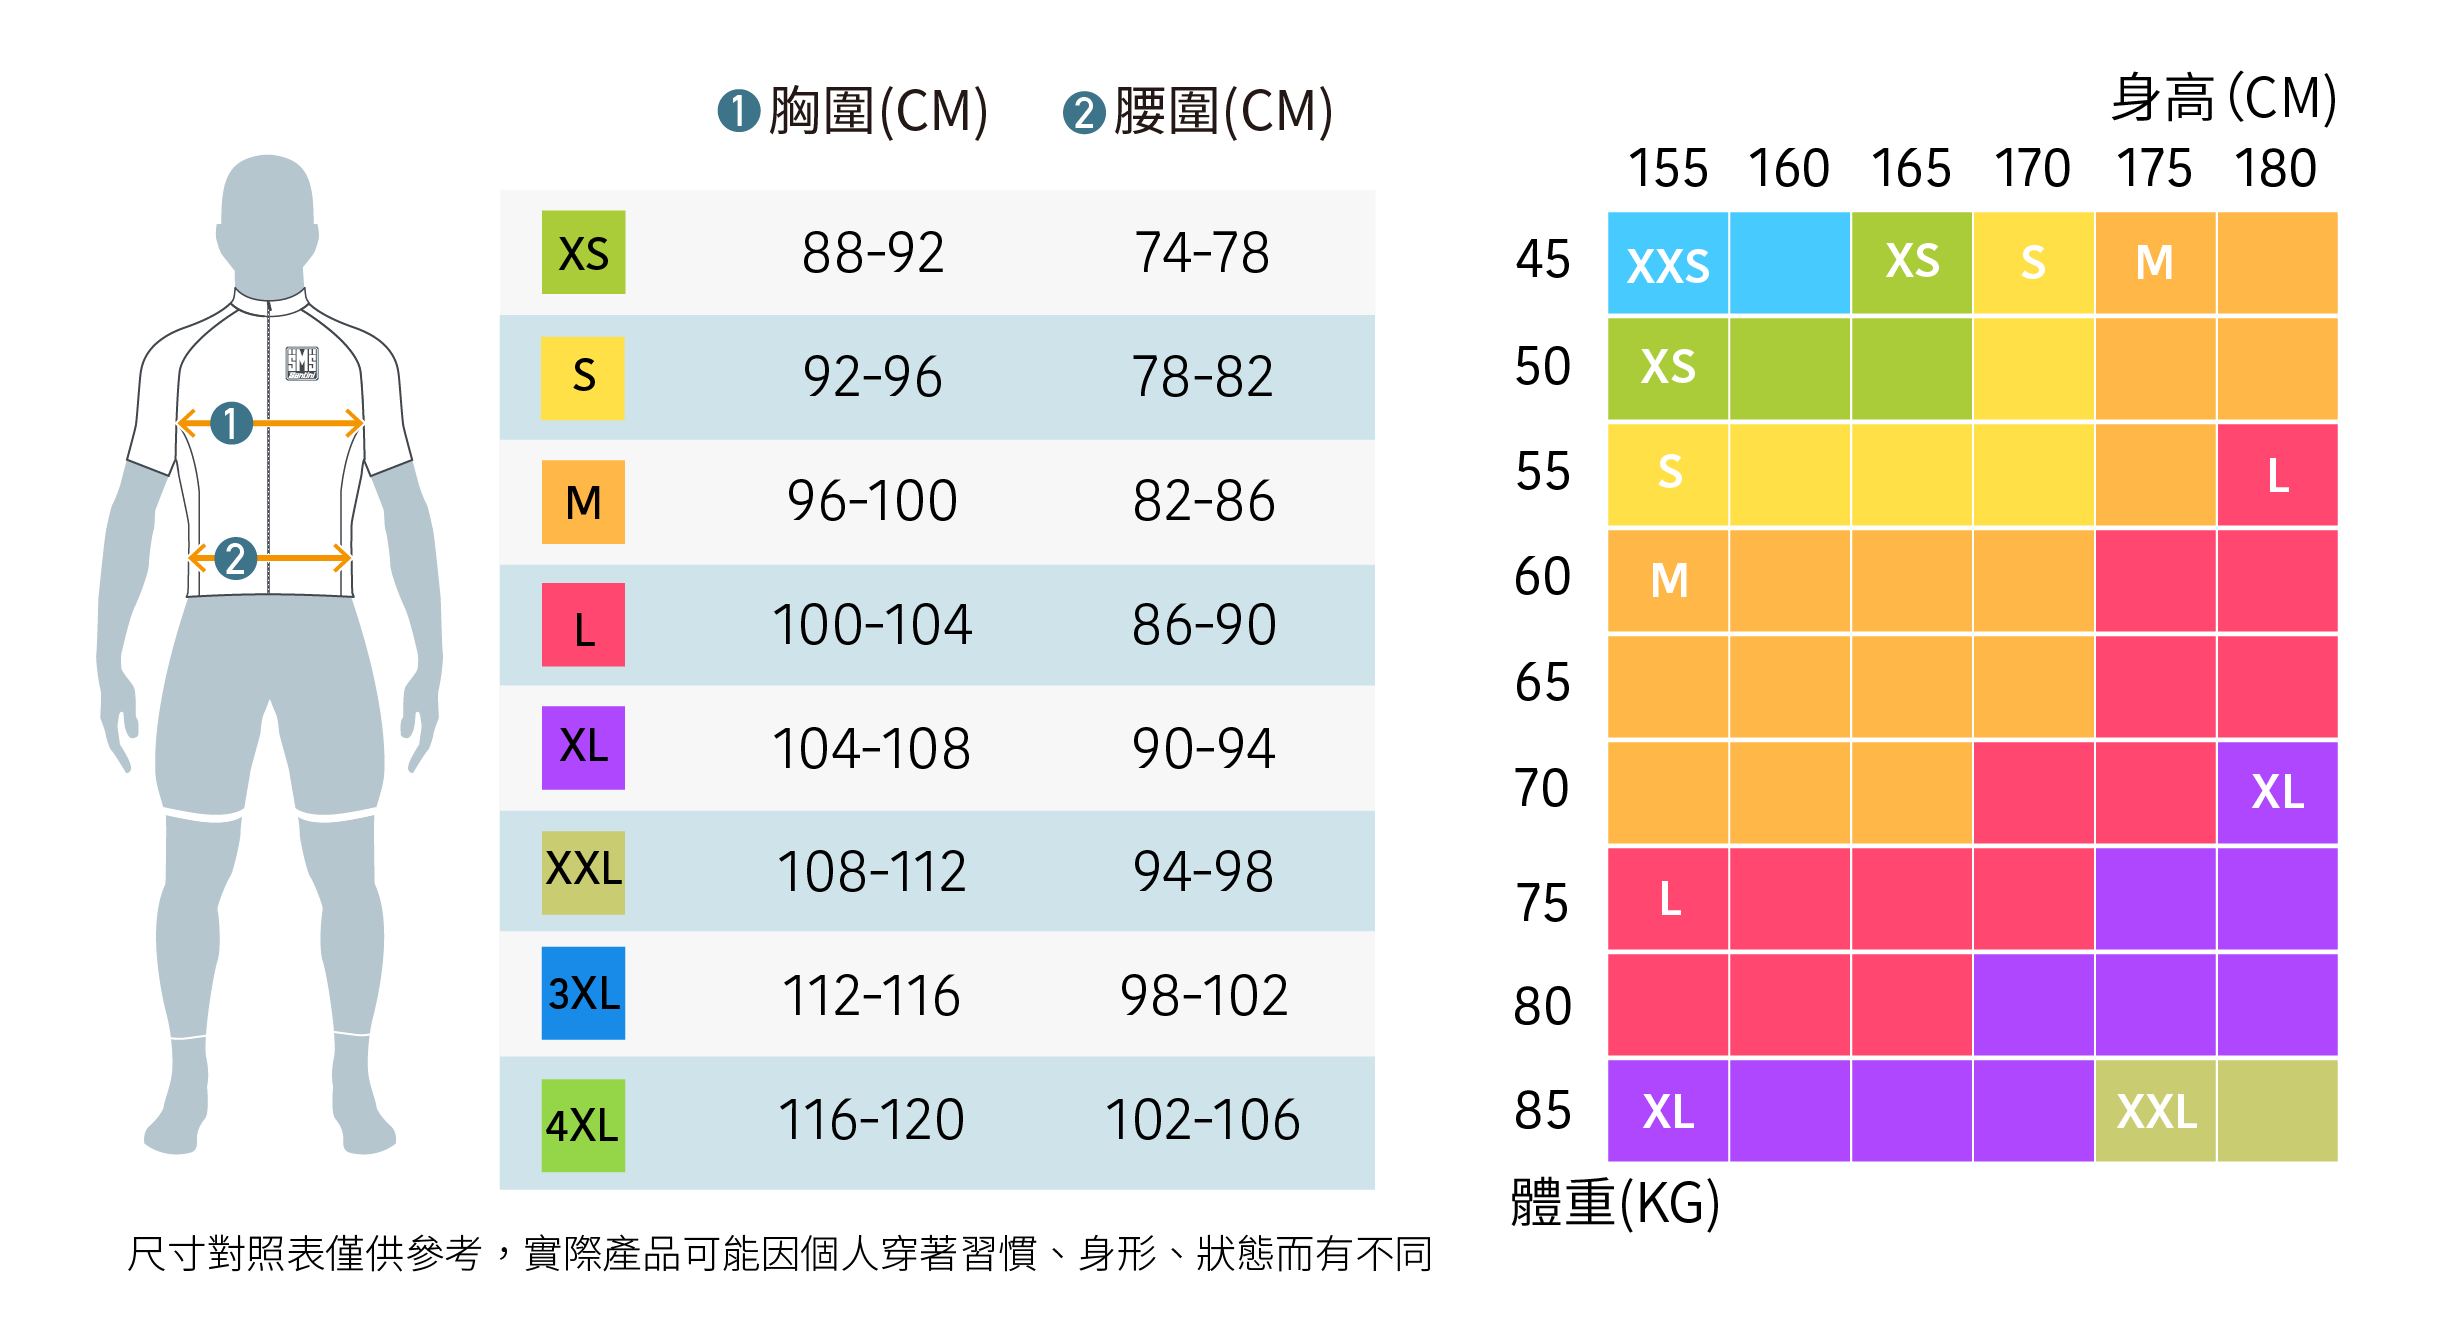 1 胸圍(CM) 2 腰圍(CM)
XS 88-92 74-78
S 92-96 78-82
M 96-100 82-86
L 100-104 86-90
XL 104-108 90-94
XXL 108-112 94-98
3XL 112-116 98-102
4XL 116-120 102-106
SMS
Santini
1
2
尺寸對照表僅供參考，實際產品可能因個人穿著習慣、身形、狀態而有不同
身高(CM)
155 160 165 170 175 180
45 XXS XS S M
50 XS
55 S L
60 M
65
70 XL
75 L
80
85 XL XXL
體重(KG)